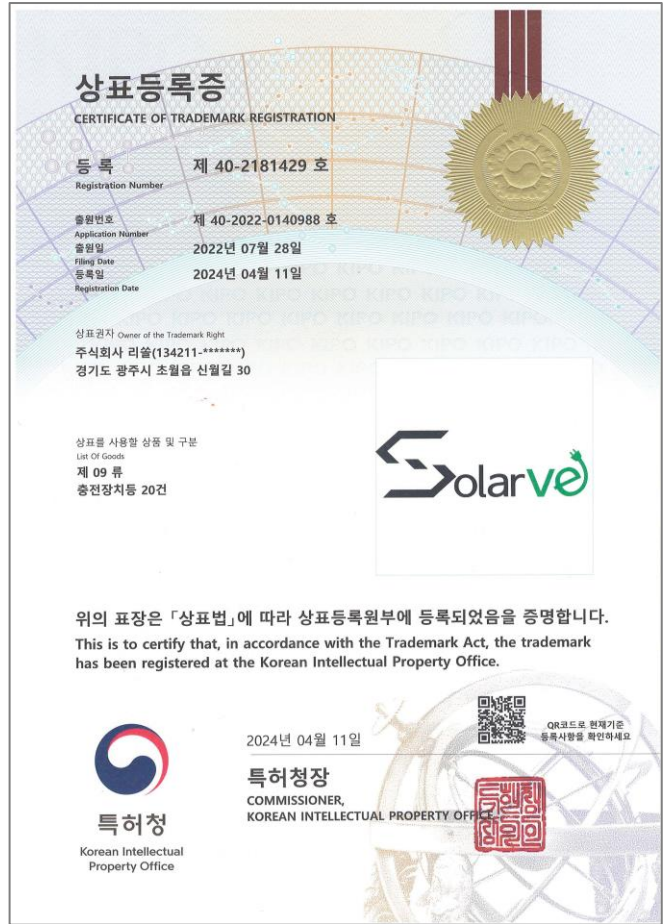 상표등록증
CERTIFICATE OF TRADEMARK REGISTRATION
등 록 제 40-2181429 호
Registration Number
출원번호 제 40-2022-0140988 호
Application Number
출원일 2022년 07월 28일
Filing Date
등록일 2024년 04월 11일
Registration Date
상표권자 Owner of the Trademark Right
주식회사 리쏠(134211-*******)
경기도 광주시 초월읍 신월길 30
상표를 사용할 상품 및 구분
List Of Goods
제 09 류
충전장치등 20건
Solarve
위의 표장은 「상표법」에 따라 상표등록원부에 등록되었음을 증명합니다.
This is to certify that, in accordance with the Trademark Act, the trademark
has been registered at the Korean Intellectual Property Office.
QR코드로 현재기준
등록사항을 확인하세요
2024년 04월 11일
특허청장
COMMISSIONER,
KOREAN INTELLECTUAL PROPERTY OFFICE
특허청
Korean Intellectual
Property Office